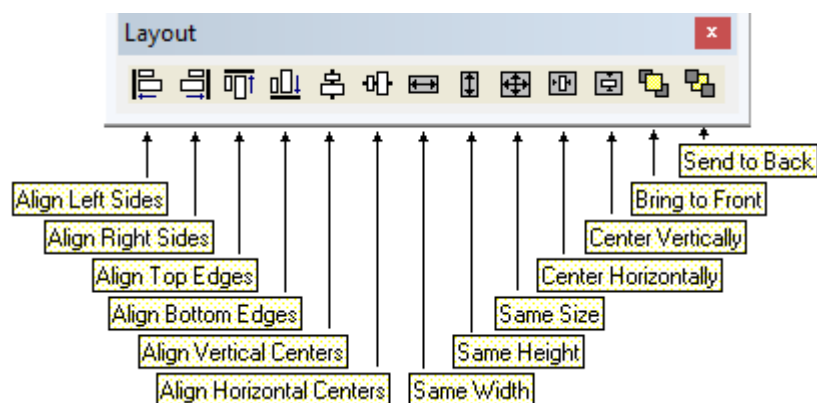 Layout
x
Send to Back
Align Left Sides
Bring to Front
Align Right Sides
Center Vertically
Align Top Edges
Center Horizontally
Align Bottom Edges
Same Size
Align Vertical Centers
Same Height
Align Horizontal Centers
Same Width